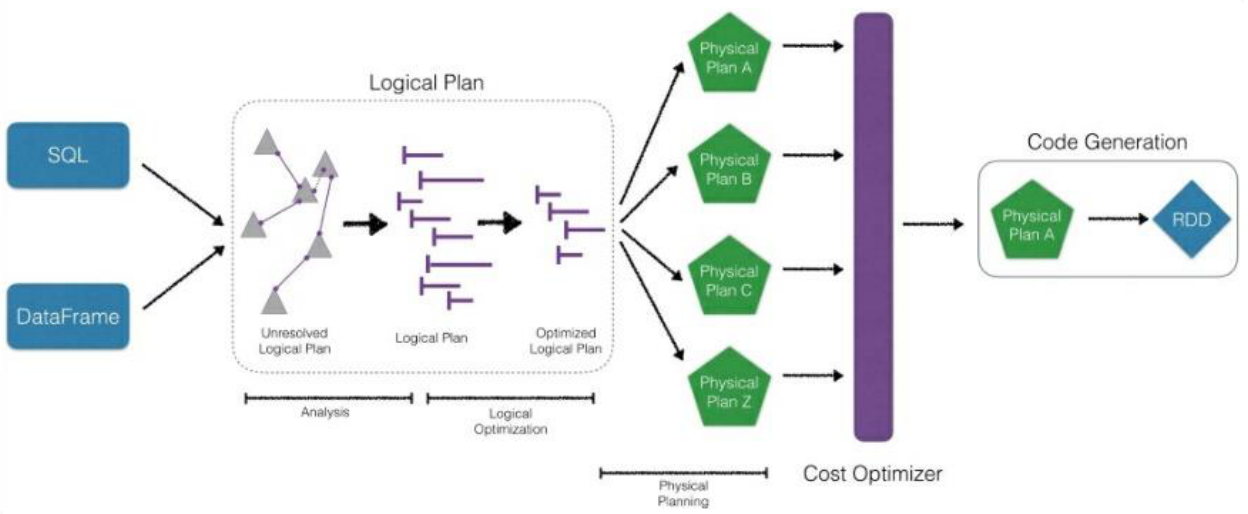 SQL
DataFrame
Logical Plan
Unresolved
Logical Plan
Logical Plan
Optimized
Logical Plan
Analysis
Logical
Optimization
Physical
Plan A
Physical
Plan B
Physical
Plan C
Physical
Plan Z
Physical
Planning
Cost Optimizer
Code Generation
Physical
Plan A
RDD